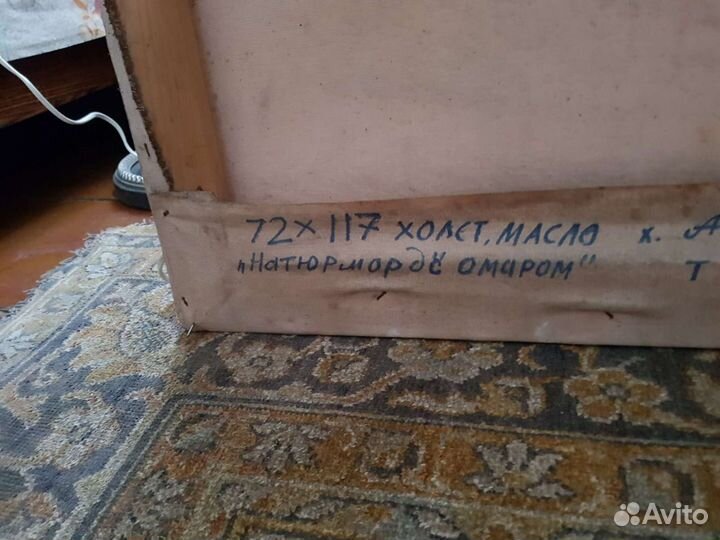 72×117 холст, масло х. А
„Натюрморд с омаром" т
Avito